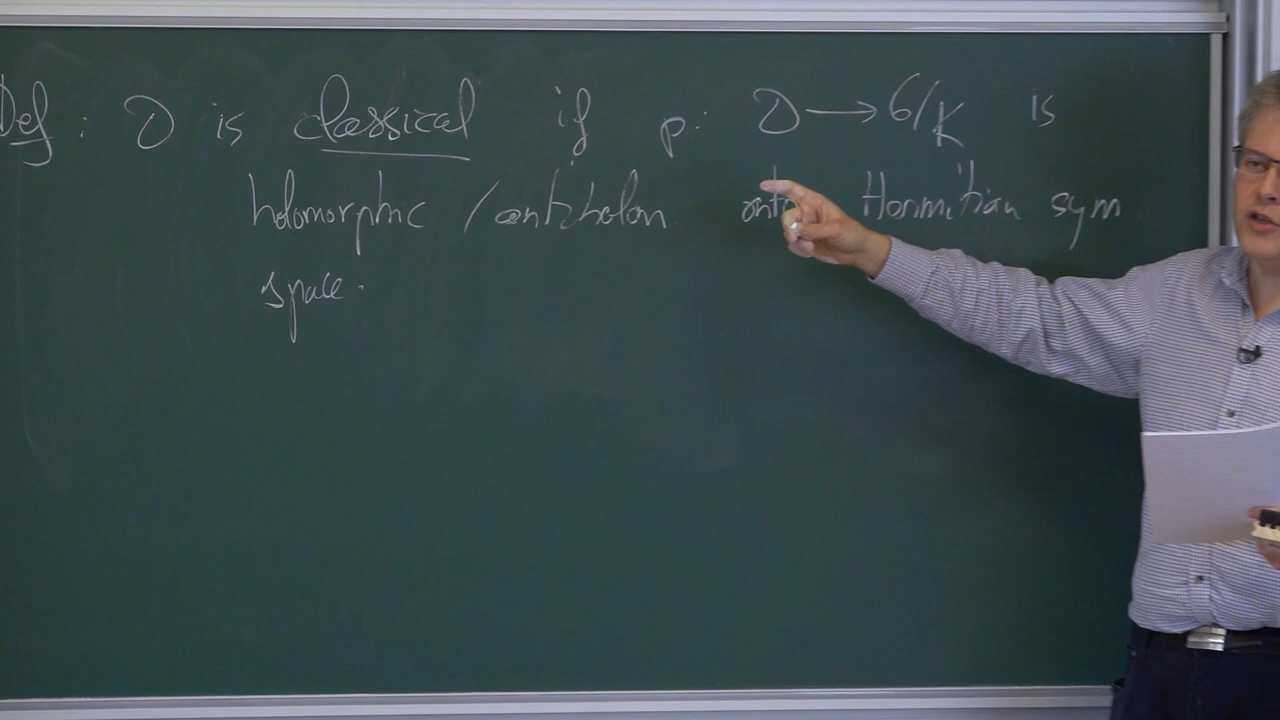 Def: D is classical if p: D → G/K is
holomorphic / antiholom onto Hermitian sym
space.